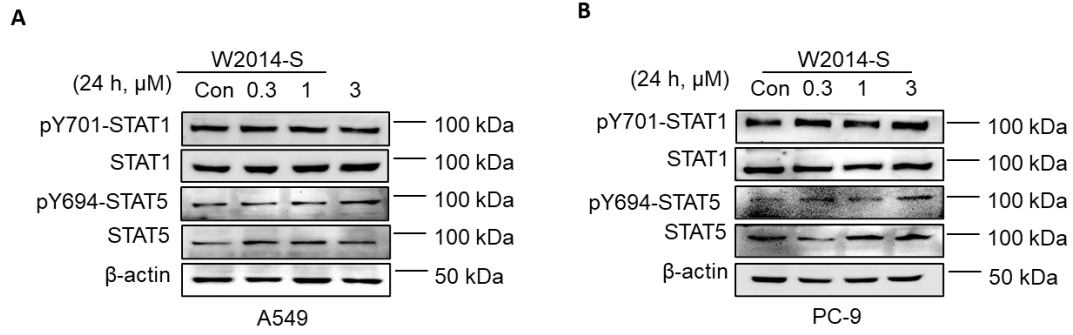 A
W2014-S
(24 h, μM) Con 0.3 1 3
pY701-STAT1 100 kDa
STAT1 100 kDa
pY694-STAT5 100 kDa
STAT5 100 kDa
β-actin 50 kDa
A549
B
W2014-S
(24 h, μM) Con 0.3 1 3
pY701-STAT1 100 kDa
STAT1 100 kDa
pY694-STAT5 100 kDa
STAT5 100 kDa
β-actin 50 kDa
PC-9